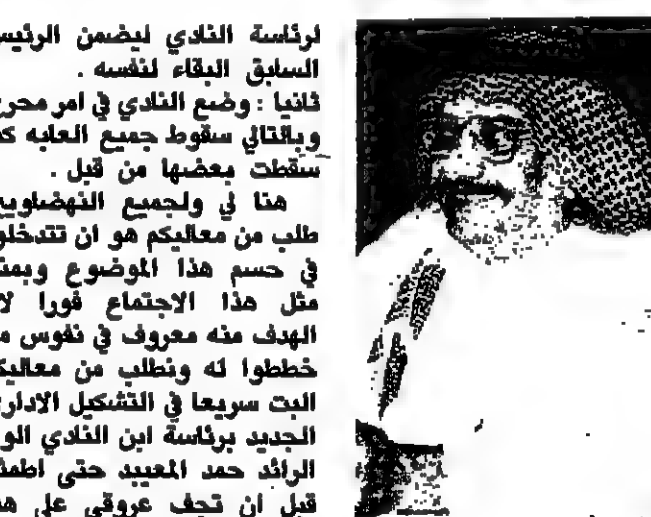 لرئاسة النادي ليضمن الرئيس
السابق البقاء لنفسه .
ثانيا : وضع النادي في امر محرج
وبالتالي سقوط جميع العابه كما
سقطت بعضها من قبل .
هنا لي ولجميع النهضاويين
طلب من معاليكم هو ان تتدخلوا
في حسم هذا الموضوع وبمنع
مثل هذا الاجتماع فورا لان
الهدف منه معروف في نفوس من
خططوا له ونطلب من معاليكم
البت سريعا في التشكيل الاداري
الجديد برئاسة ابن النادي
الرائد حمد المعيبد حتى اطمئن
قبل ان تجف عروقي على